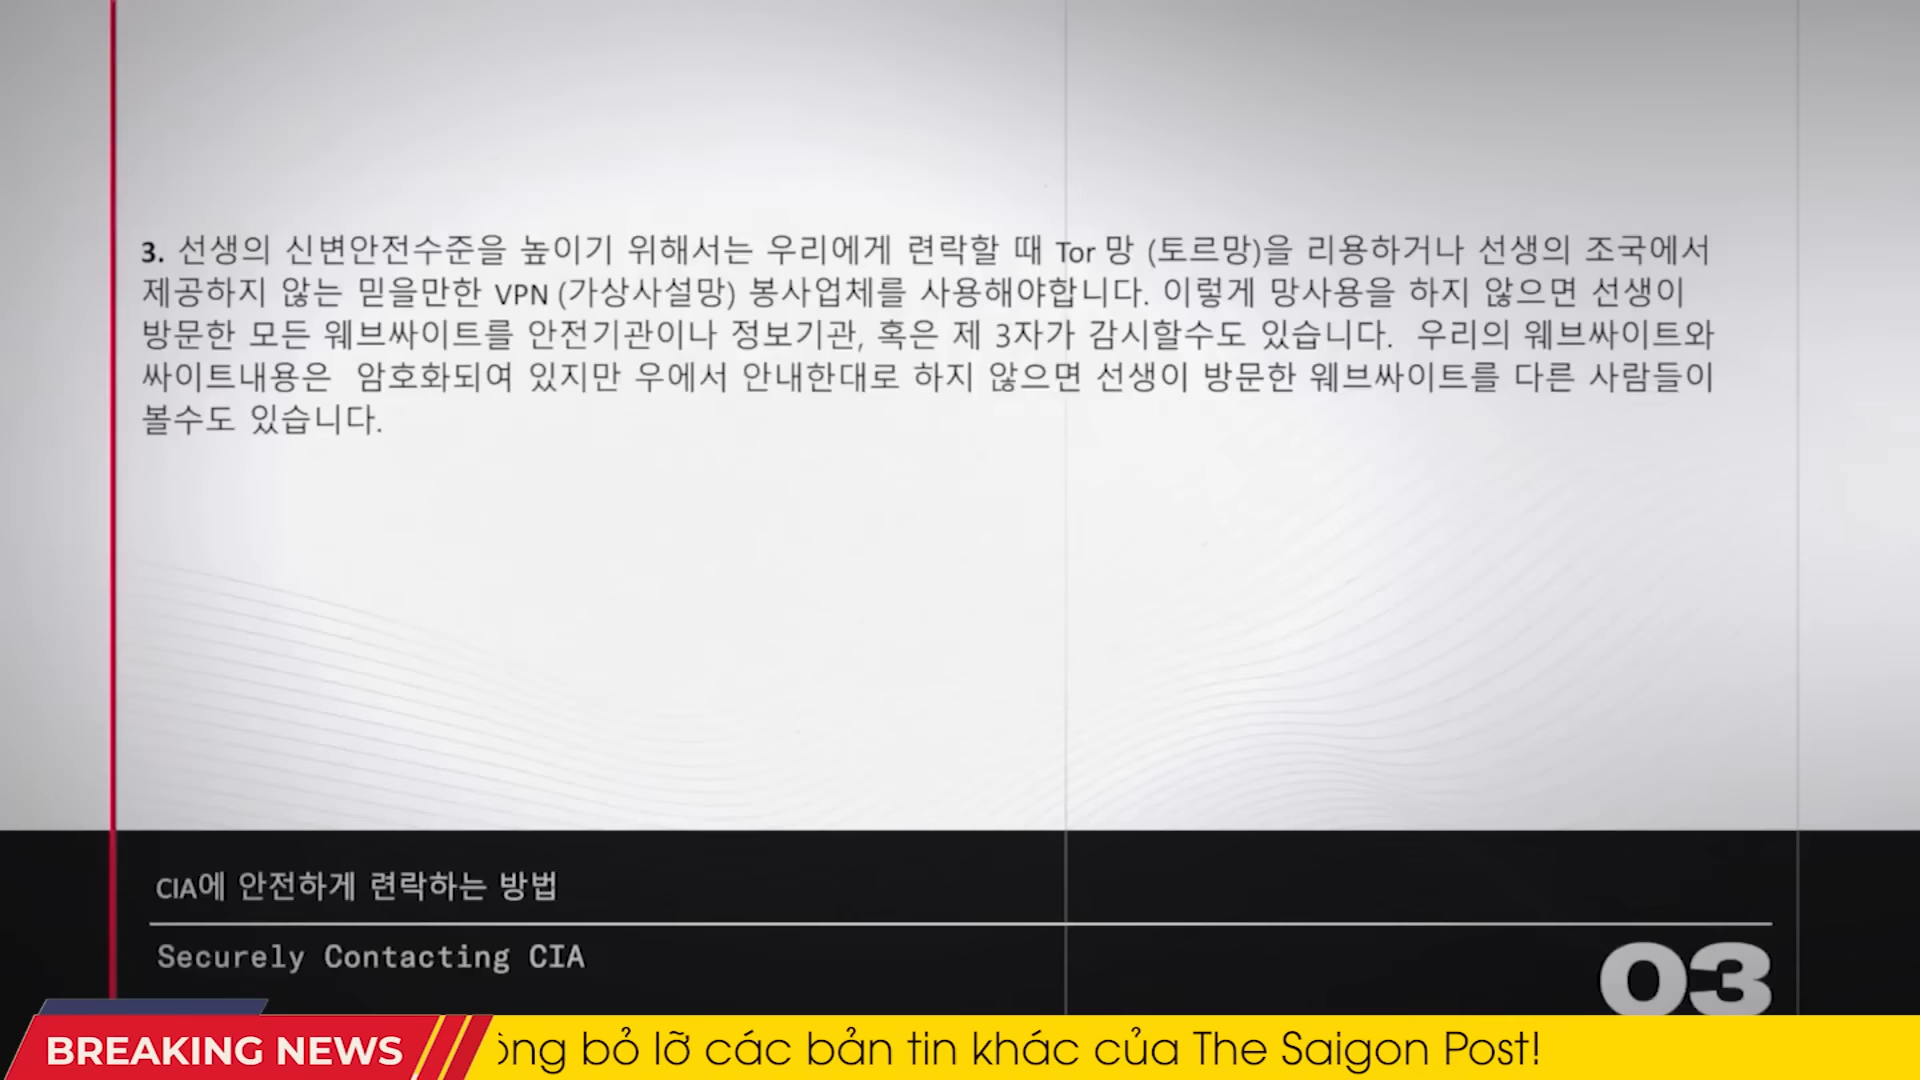 3. 선생의 신변안전수준을 높이기 위해서는 우리에게 련락할 때 Tor 망 (토르망)을 리용하거나 선생의 조국에서
제공하지 않는 믿을만한 VPN (가상사설망) 봉사업체를 사용해야합니다. 이렇게 망사용을 하지 않으면 선생이
방문한 모든 웨브싸이트를 안전기관이나 정보기관, 혹은 제 3자가 감시할수도 있습니다. 우리의 웨브싸이트와
싸이트내용은 암호화되여 있지만 우에서 안내한대로 하지 않으면 선생이 방문한 웨브싸이트를 다른 사람들이
볼수도 있습니다.
CIA에 안전하게 련락하는 방법
Securely Contacting CIA
03
BREAKING NEWS
bỏ lỡ các bản tin khác của The Saigon Post!